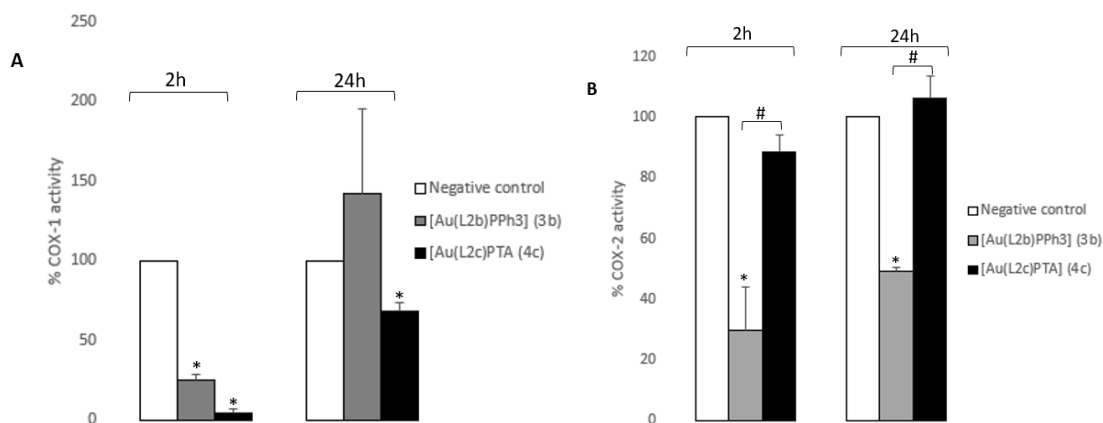 A
% COX-1 activity
250
200
150
100
50
0
2h
24h
*
*
*
Negative control
[Au(L2b)PPh3] (3b)
[Au(L2c)PTA (4c)
B
% COX-2 activity
120
100
80
60
40
20
0
2h
24h
#
#
*
*
Negative control
[Au(L2b)PPh3] (3b)
[Au(L2c)PTA] (4c)